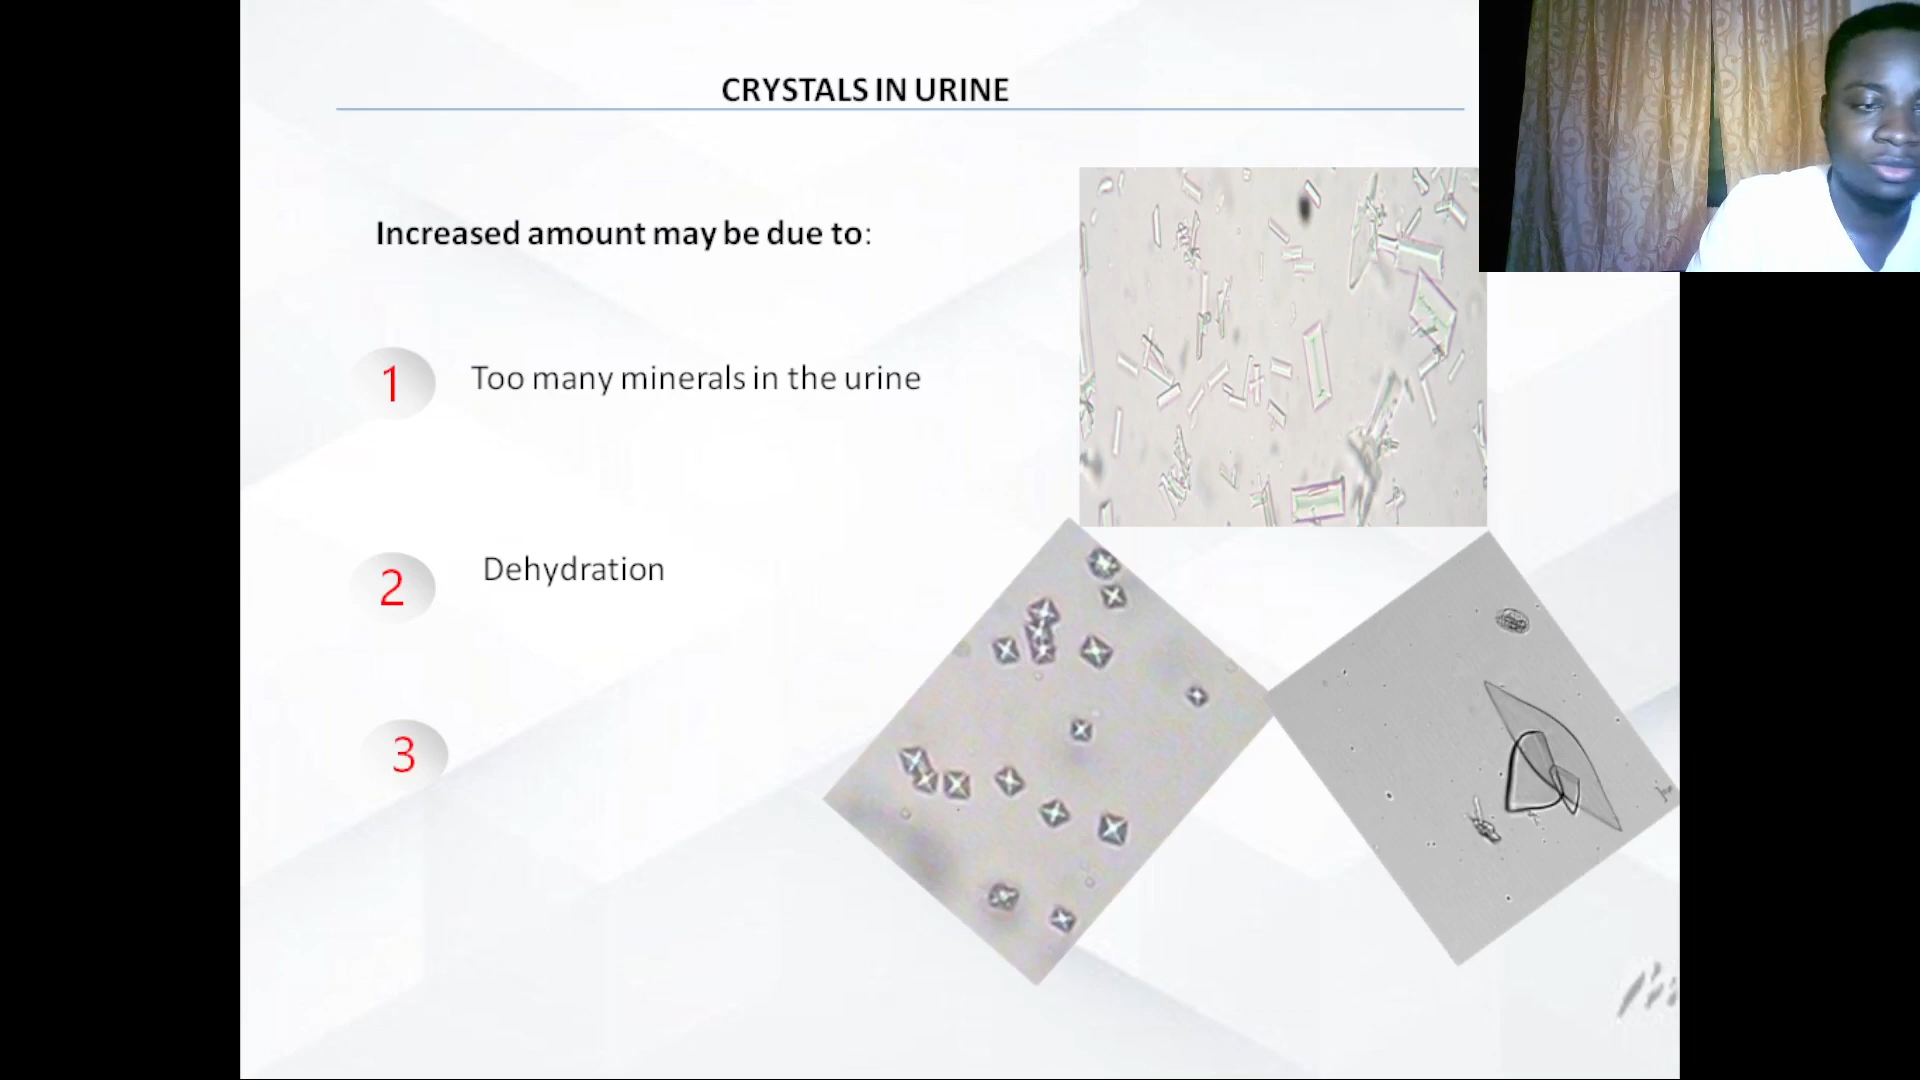 CRYSTALS IN URINE
Increased amount may be due to:
1 Too many minerals in the urine
2 Dehydration
3